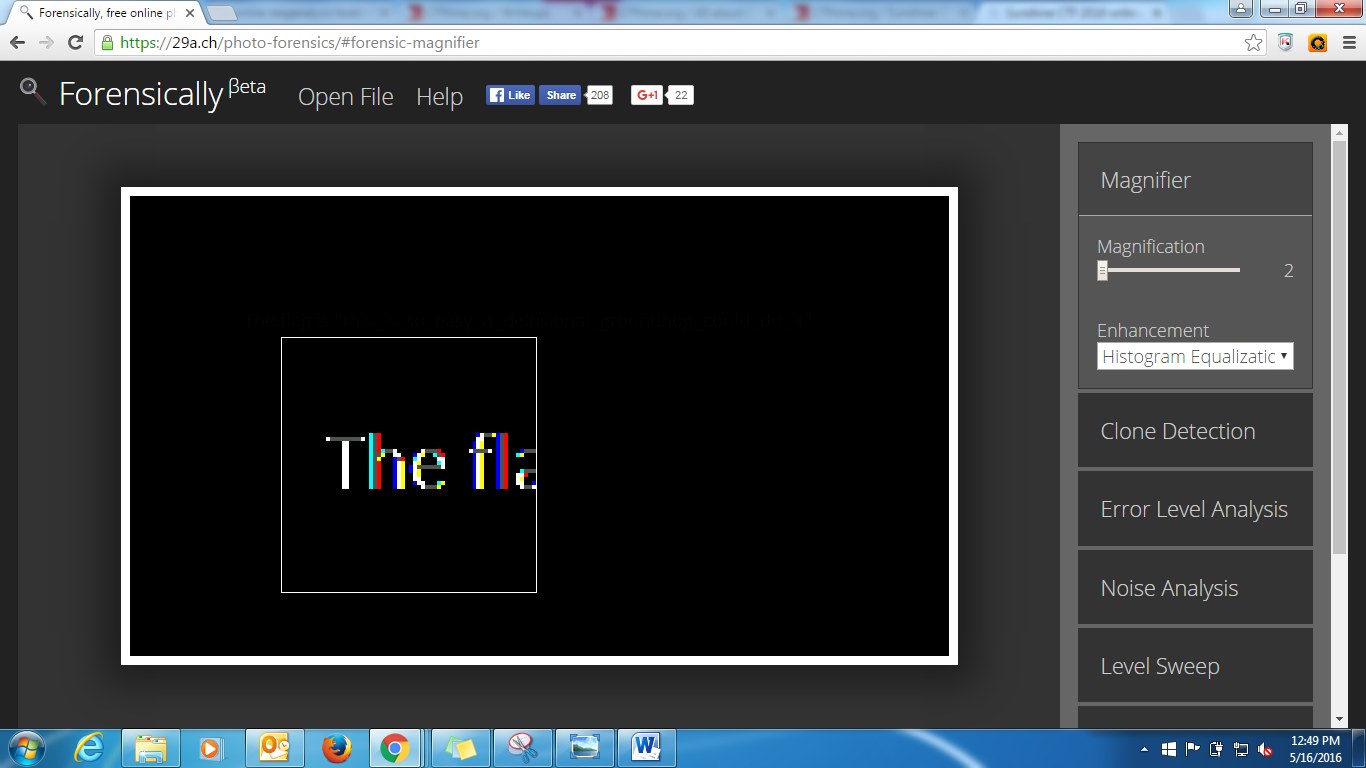 Forensically, free online ph
https://29a.ch/photo-forensics/#forensic-magnifier
Forensically βeta
Open File
Help
Like
Share
208
G+1
22
The fla
Magnifier
Magnification
2
Enhancement
Histogram Equalizatic
Clone Detection
Error Level Analysis
Noise Analysis
Level Sweep
12:49 PM
5/16/2016